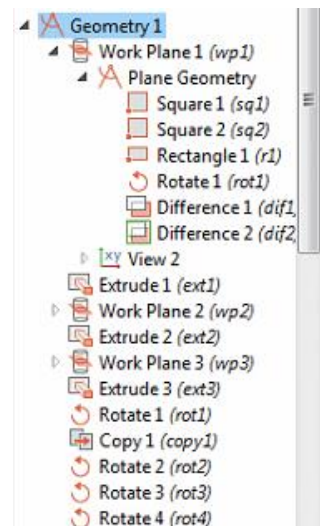 Geometry 1
Work Plane 1 (wp1)
Plane Geometry
Square 1 (sq1)
Square 2 (sq2)
Rectangle 1 (r1)
Rotate 1 (rot1)
Difference 1 (dif1,
Difference 2 (dif2,
xy View 2
Extrude 1 (ext1)
Work Plane 2 (wp2)
Extrude 2 (ext2)
Work Plane 3 (wp3)
Extrude 3 (ext3)
Rotate 1 (rot1)
Copy 1 (copy1)
Rotate 2 (rot2)
Rotate 3 (rot3)
Rotate 4 (rot4)